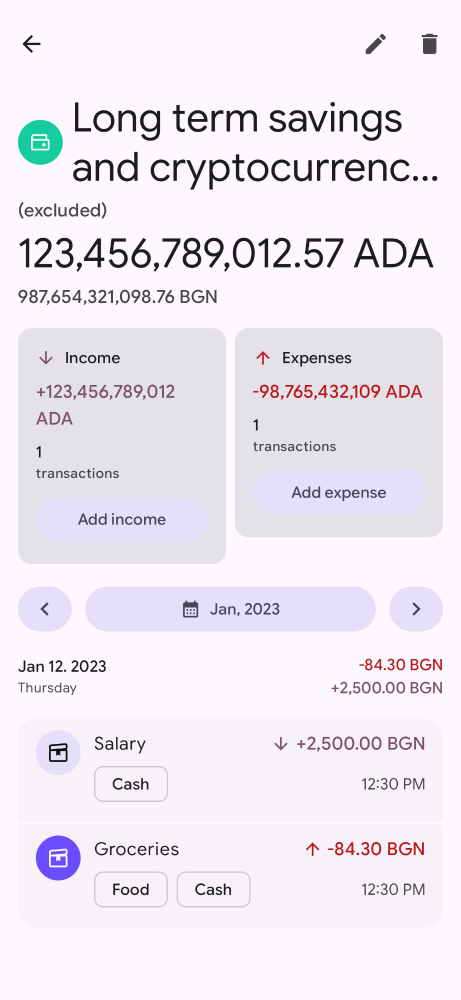 Long term savings
and cryptocurrenc...
(excluded)
123,456,789,012.57 ADA
987,654,321,098.76 BGN
Income
+123,456,789,012
ADA
1
transactions
Add income
Expenses
-98,765,432,109 ADA
1
transactions
Add expense
Jan, 2023
Jan 12. 2023
-84.30 BGN
Thursday
+2,500.00 BGN
Salary
+2,500.00 BGN
Cash
12:30 PM
Groceries
-84.30 BGN
Food
Cash
12:30 PM